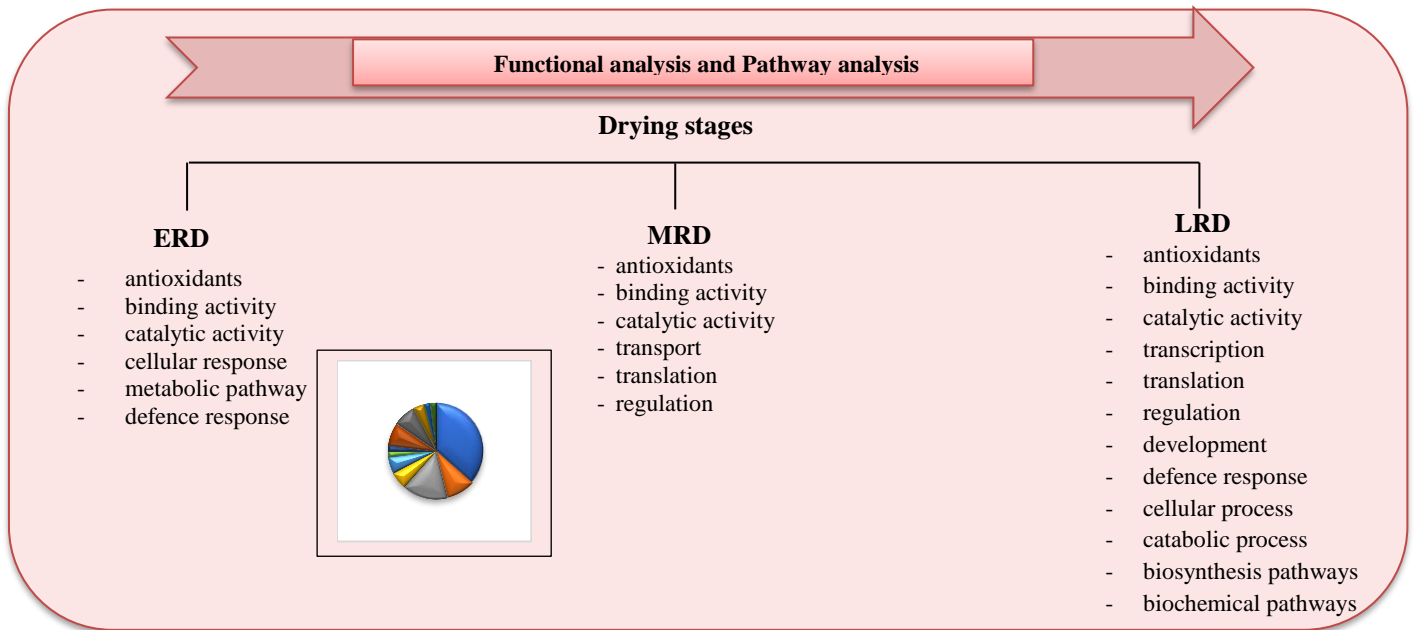 Functional analysis and Pathway analysis
Drying stages
ERD
- antioxidants
- binding activity
- catalytic activity
- cellular response
- metabolic pathway
- defence response
MRD
- antioxidants
- binding activity
- catalytic activity
- transport
- translation
- regulation
LRD
- antioxidants
- binding activity
- catalytic activity
- transcription
- translation
- regulation
- development
- defence response
- cellular process
- catabolic process
- biosynthesis pathways
- biochemical pathways